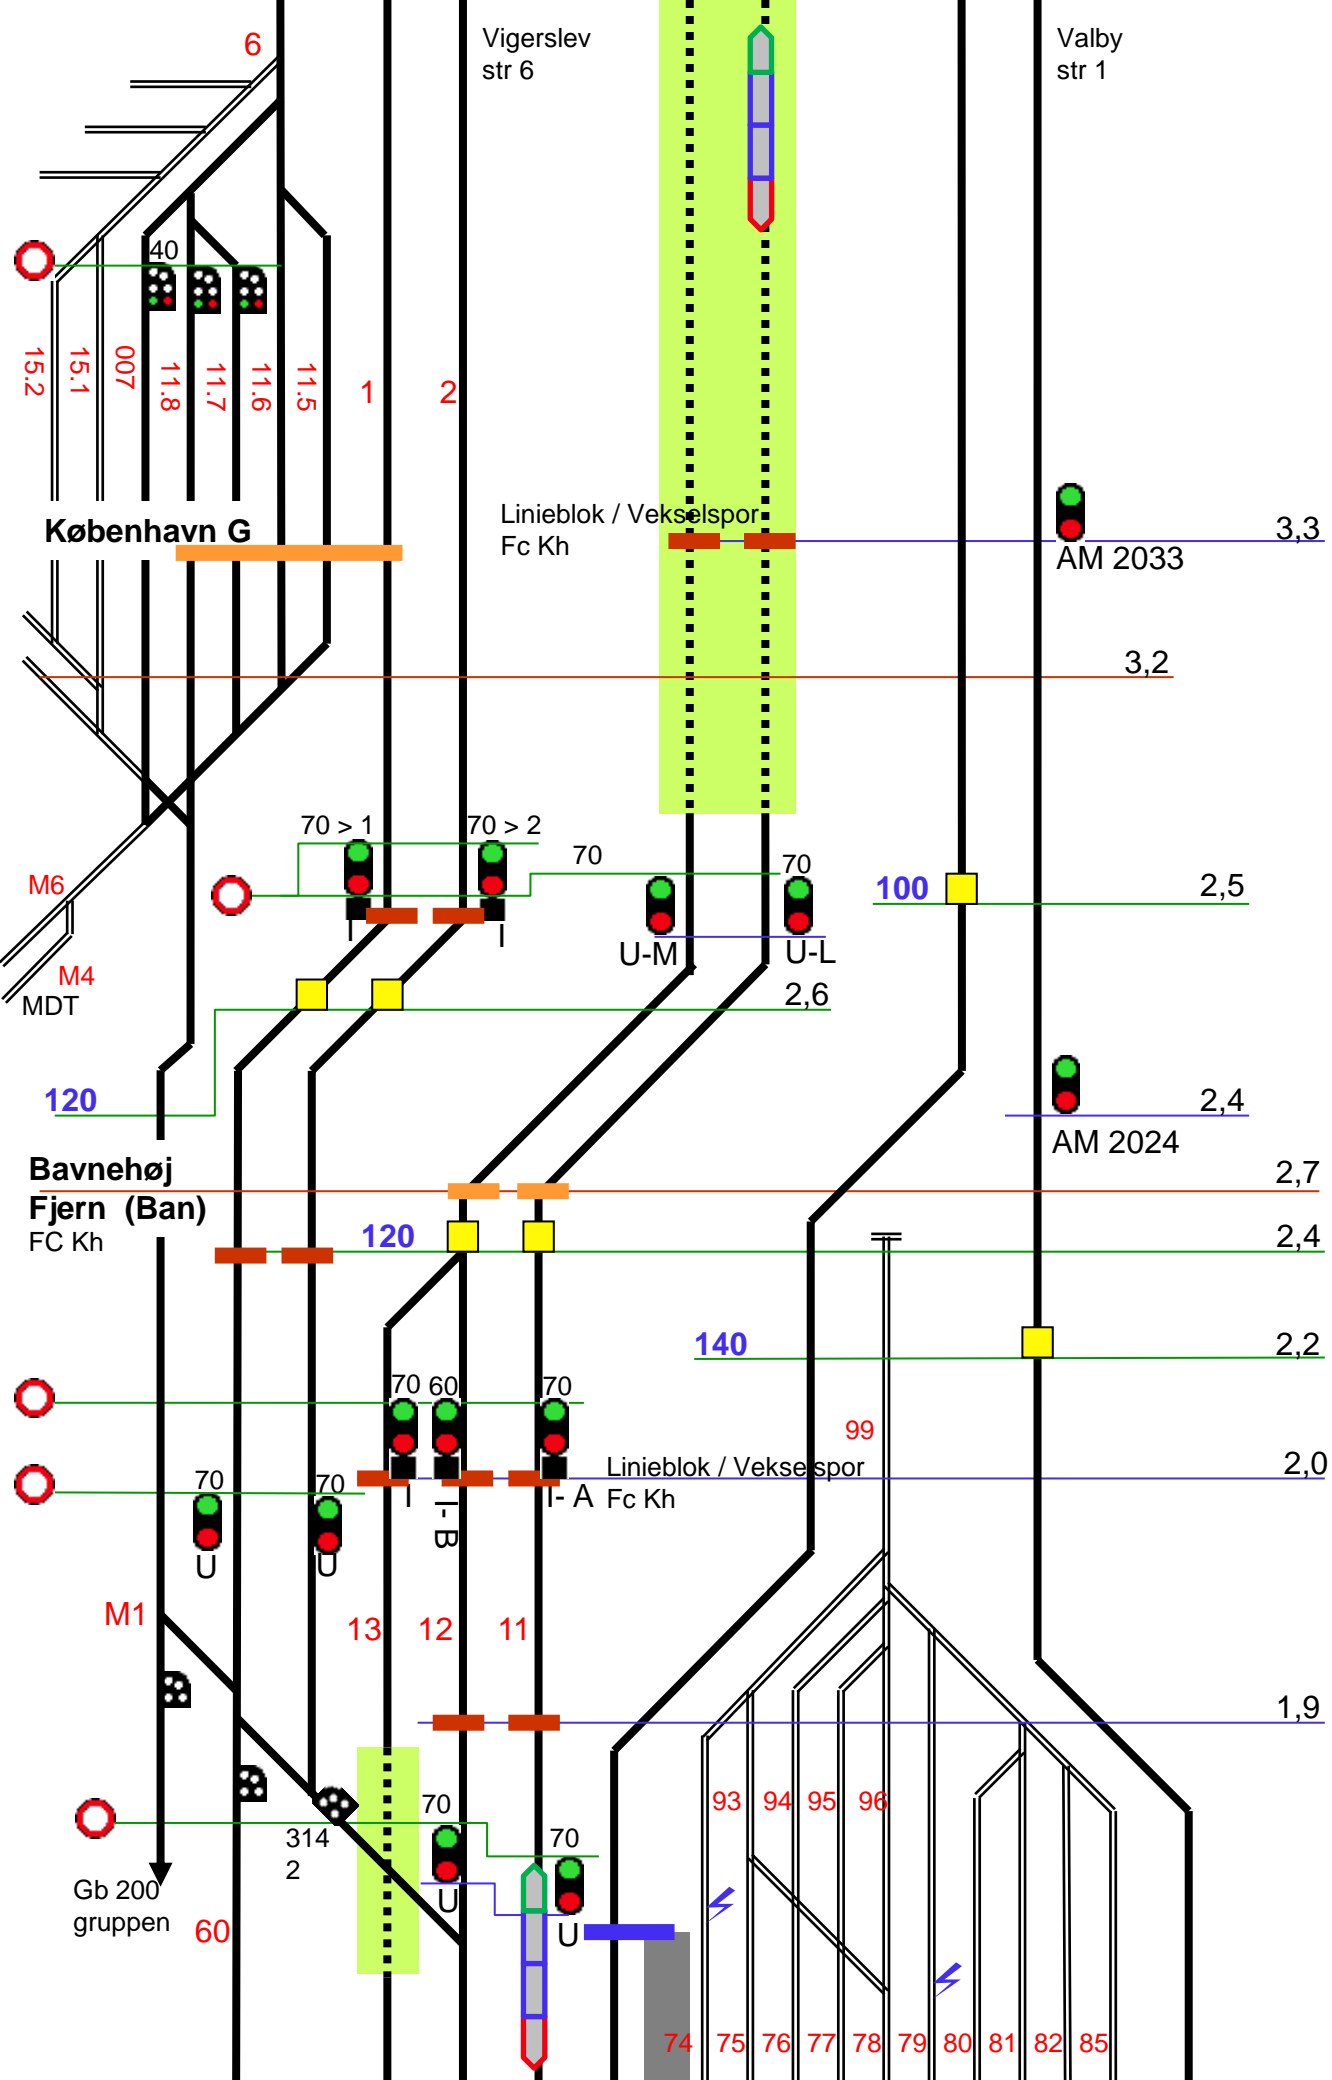 6
Vigerslev
str 6
Valby
str 1
40
15.2
15.1
007
11.8
11.7
11.6
11.5
1
2
København G
Linieblok / Vekselspor
Fc Kh
3,3
AM 2033
3,2
70 > 1
70 > 2
70
70
M6
100
2,5
I
I
U-M
U-L
M4
MDT
2,6
120
2,4
AM 2024
Bavnehøj
Fjern (Ban)
FC Kh
2,7
120
2,4
140
2,2
70
60
70
99
Linieblok / Vekselspor
Fc Kh
2,0
70
70
I
I- B
I- A
U
U
M1
13
12
11
1,9
93
94
95
96
70
314
2
70
Gb 200
gruppen
U
U
60
74
75
76
77
78
79
80
81
82
85